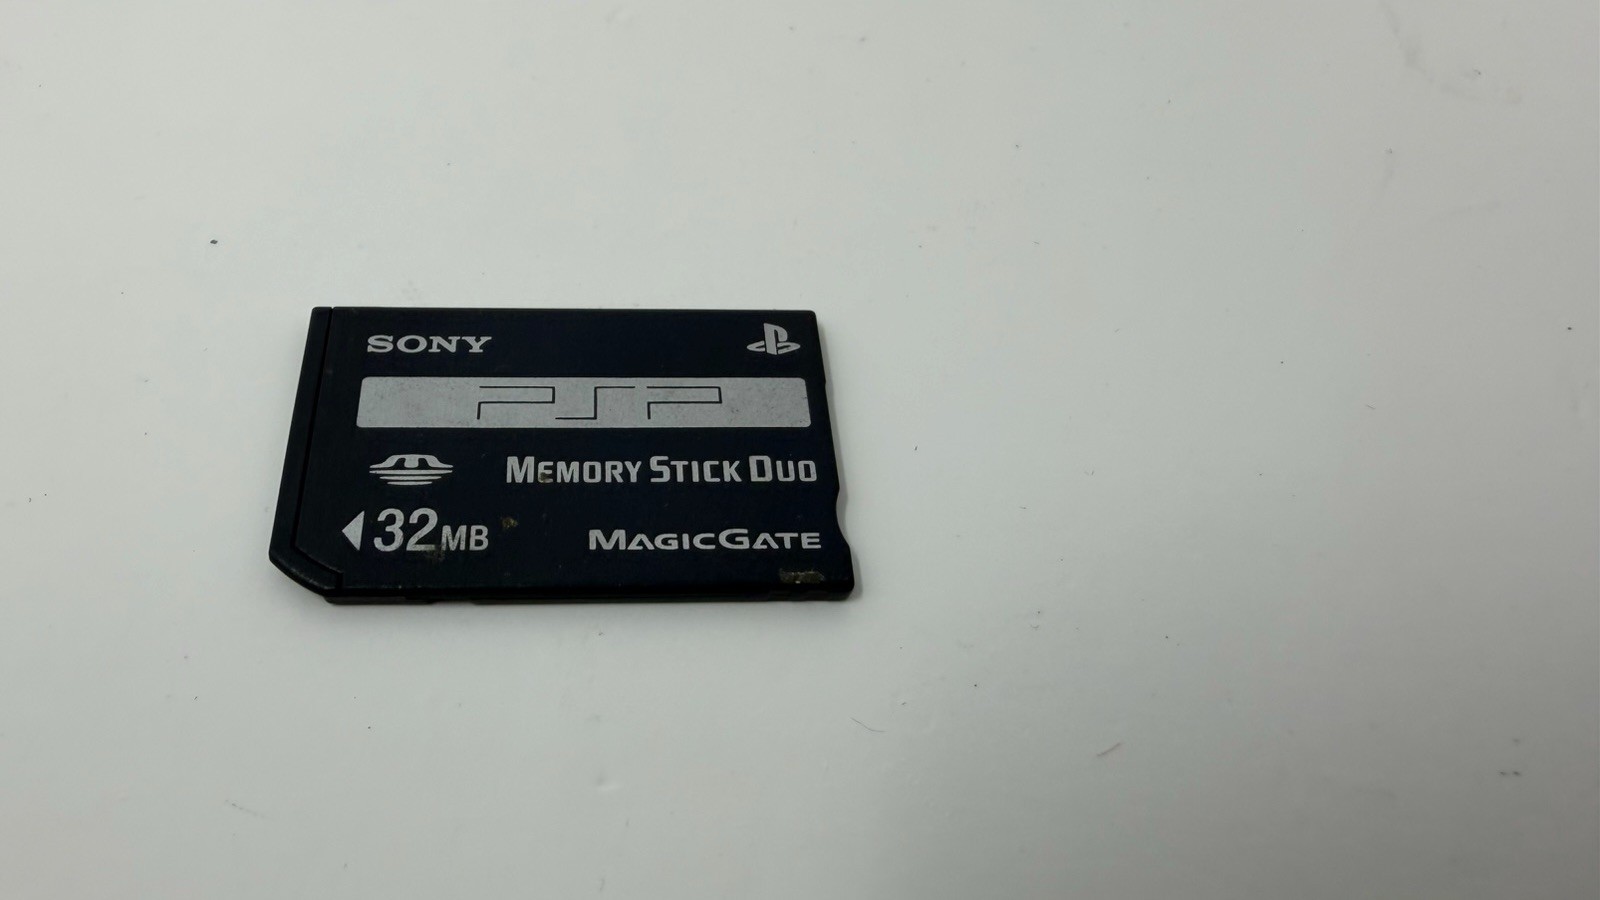 SONY
PSP
MEMORY STICK DUO
32MB
MAGICGATE